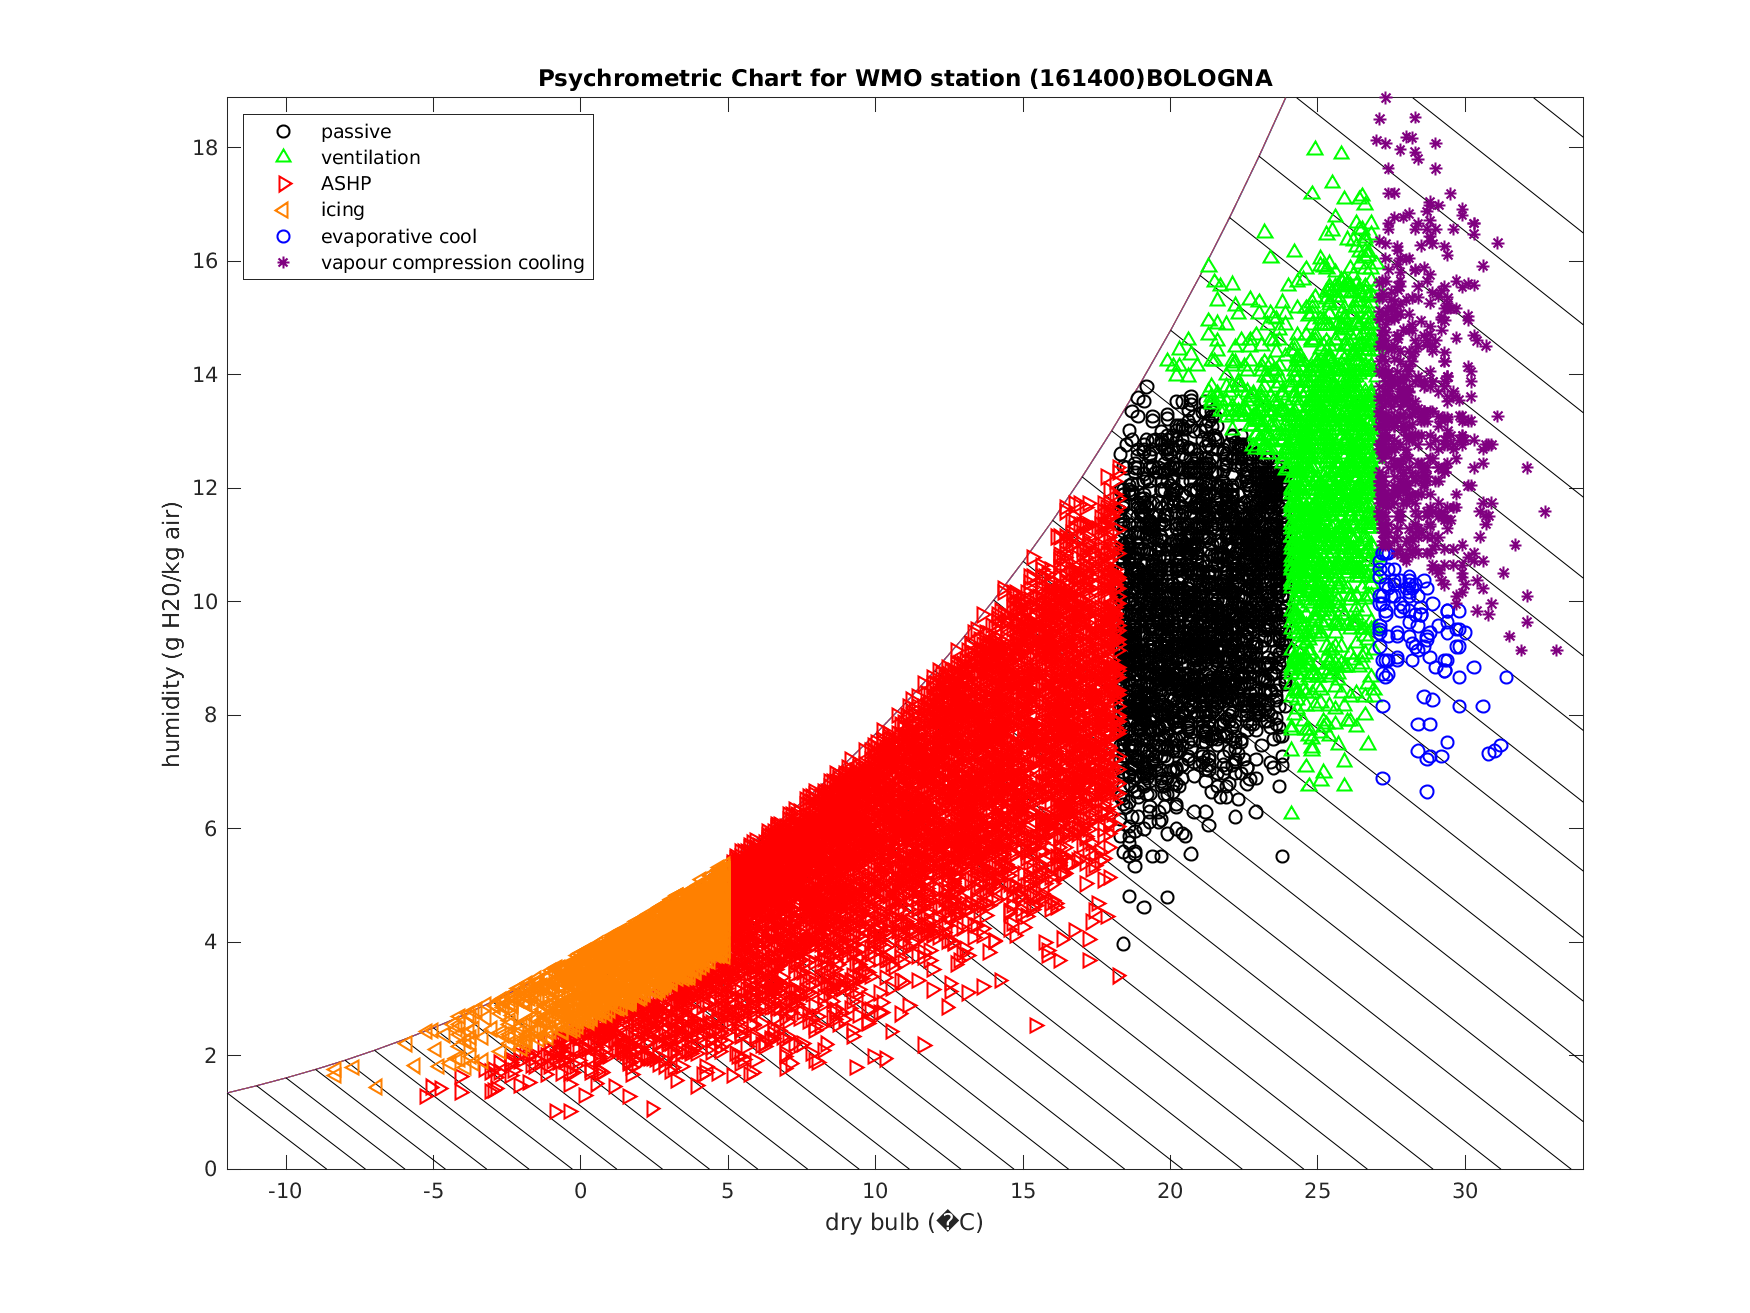 Psychrometric Chart for WMO station (161400)BOLOGNA
passive
ventilation
ASHP
icing
evaporative cool
vapour compression cooling
humidity (g H20/kg air)
18
16
14
12
10
8
6
4
2
0
-10
-5
0
5
10
15
20
25
30
dry bulb (�C)